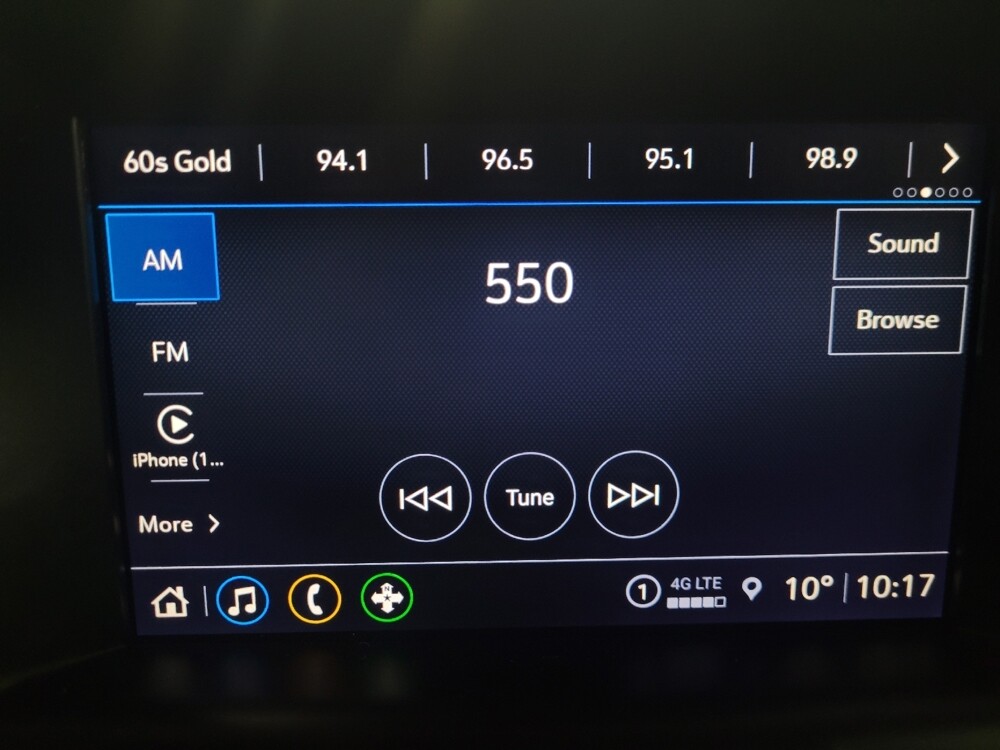 60s Gold 94.1 96.5 95.1 98.9
AM
550
Sound
Browse
FM
iPhone (1...
Tune
More
1 4G LTE 10° 10:17